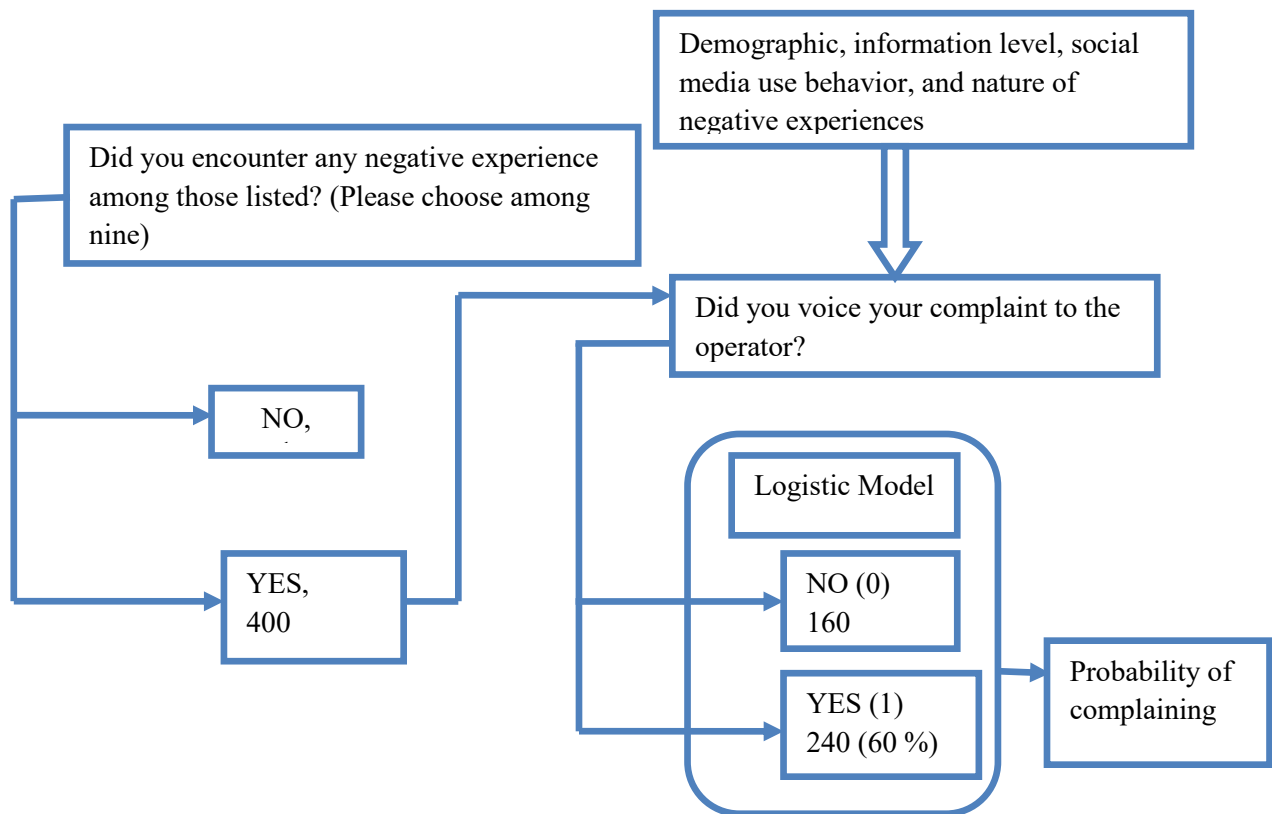 Demographic, information level, social
media use behavior, and nature of
negative experiences
Did you encounter any negative experience
among those listed? (Please choose among
nine)
Did you voice your complaint to the
operator?
NO,
Logistic Model
YES,
400
NO (0)
160
YES (1)
240 (60 %)
Probability of
complaining